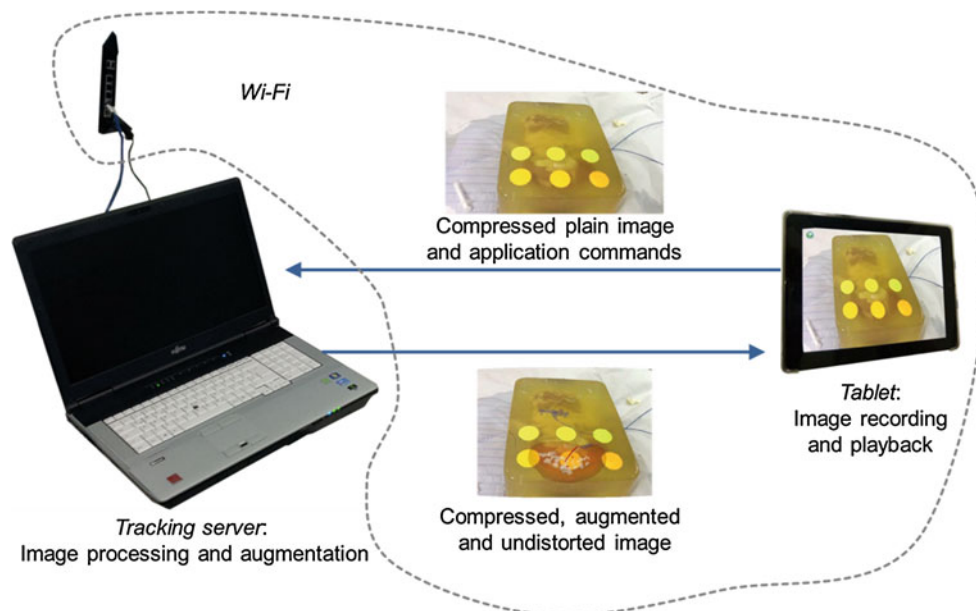 Wi-Fi
Compressed plain image
and application commands
Tablet:
Image recording
and playback
Compressed, augmented
and undistorted image
Tracking server:
Image processing and augmentation